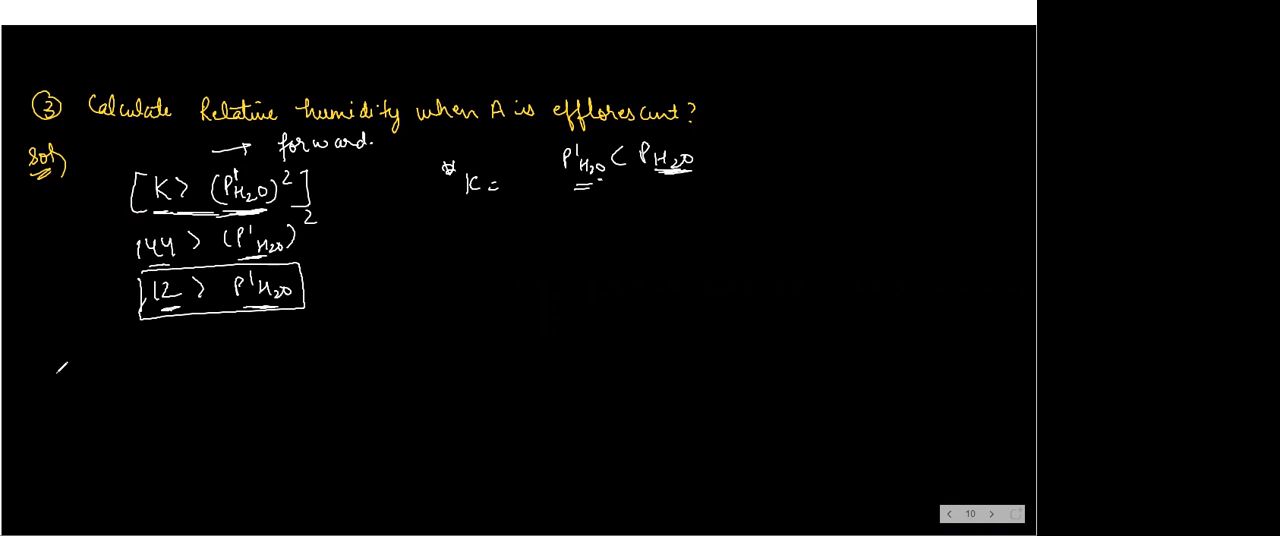 ③ Calculate Relative humidity when A is efflorescent?
Sol
→ forward.
[K > (P'H₂O)²]
144 > (P'H₂O)²
12 > P'H₂O
* K =
P'H₂O < PH₂O
10